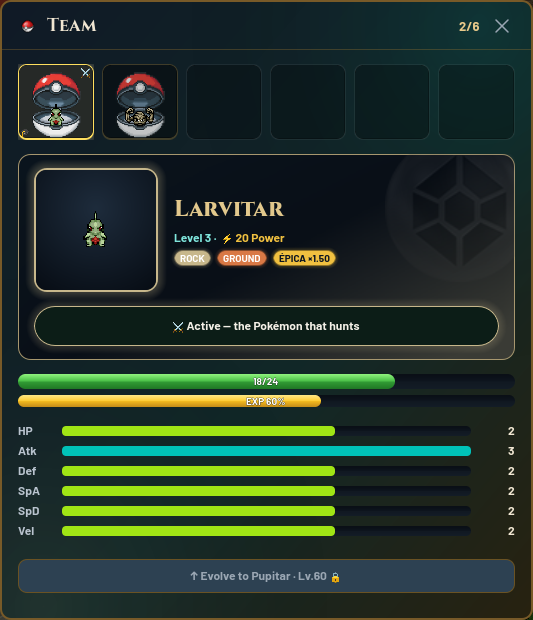 Team
2/6
Larvitar
Level 3 · ⚡ 20 Power
ROCK GROUND ÉPICA ×1.50
⚔ Active — the Pokémon that hunts
18/24
EXP 60%
HP 2
Atk 3
Def 2
SpA 2
SpD 2
Vel 2
↑ Evolve to Pupitar · Lv.60 🔒